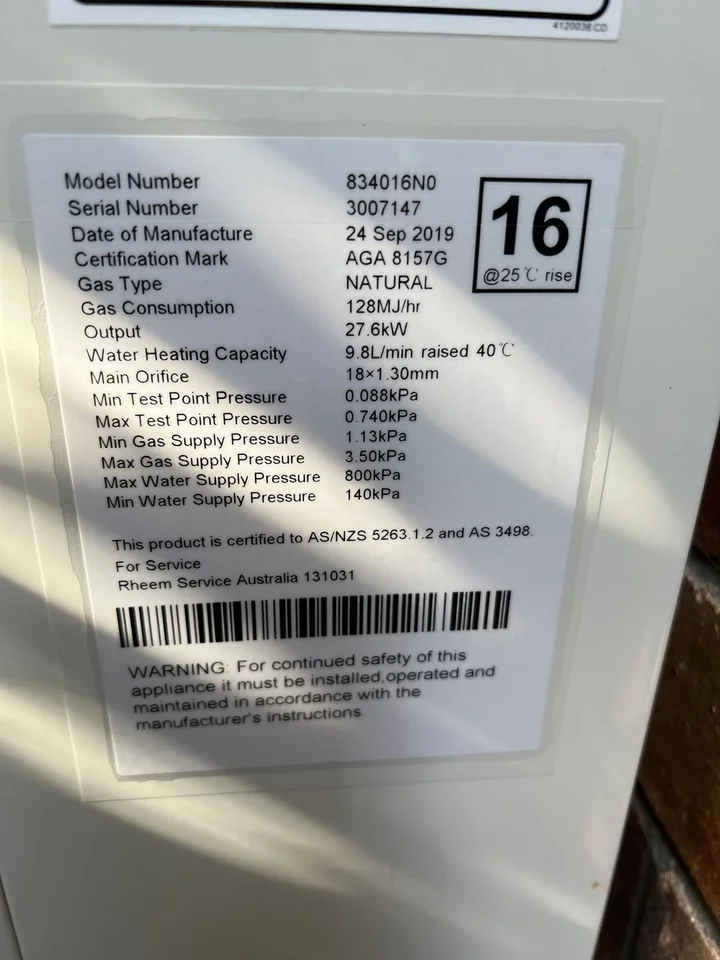 4120036CD
Model Number 834016N0
Serial Number 3007147
Date of Manufacture 24 Sep 2019
Certification Mark AGA 8157G
Gas Type NATURAL
Gas Consumption 128MJ/hr
Output 27.6kW
Water Heating Capacity 9.8L/min raised 40℃
Main Orifice 18×1.30mm
Min Test Point Pressure 0.088kPa
Max Test Point Pressure 0.740kPa
Min Gas Supply Pressure 1.13kPa
Max Gas Supply Pressure 3.50kPa
Max Water Supply Pressure 800kPa
Min Water Supply Pressure 140kPa
16
@25℃ rise
This product is certified to AS/NZS 5263.1.2 and AS 3498.
For Service
Rheem Service Australia 131031
WARNING: For continued safety of this
appliance it must be installed,operated and
maintained in accordance with the
manufacturer's instructions.